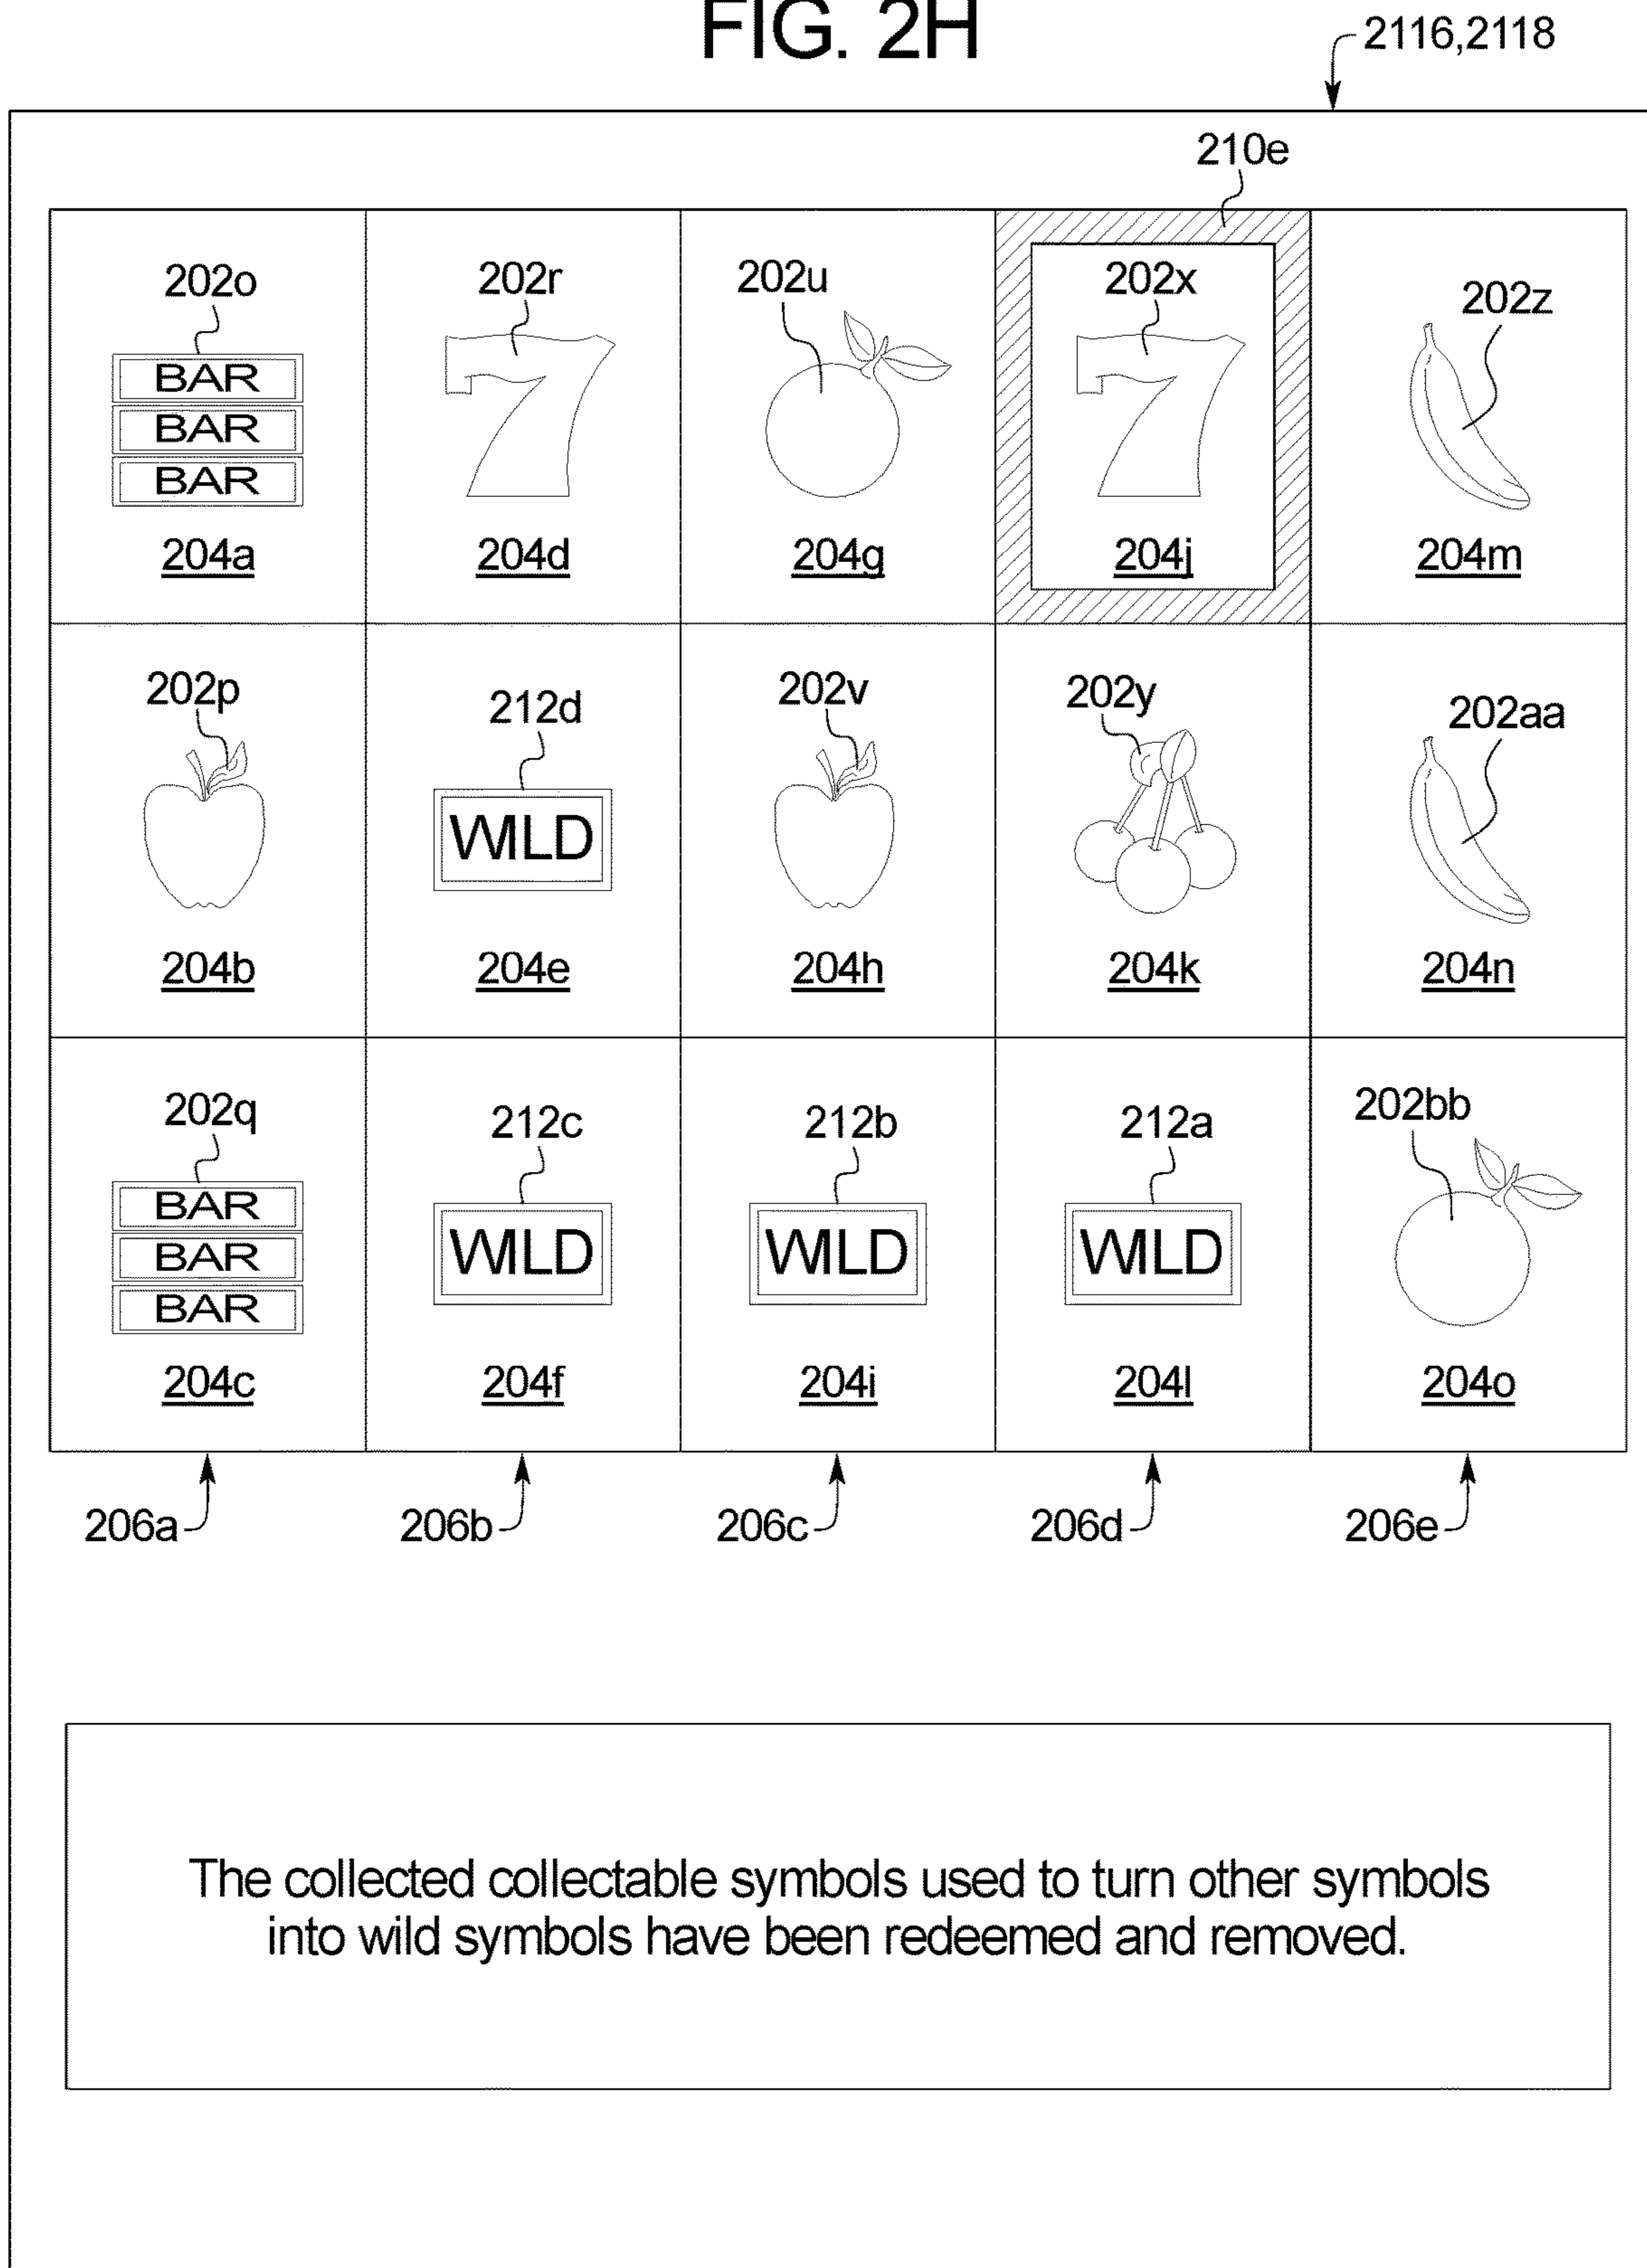 FIG. 2H
2116,2118
210e
202o 202r 202u 202x 202z
BAR
BAR
BAR
204a 204d 204g 204j 204m
202p 212d 202v 202y 202aa
WILD
204b 204e 204h 204k 204n
202q 212c 212b 212a 202bb
BAR WILD WILD WILD
BAR
BAR
204c 204f 204i 204l 204o
206a 206b 206c 206d 206e
The collected collectable symbols used to turn other symbols
into wild symbols have been redeemed and removed.